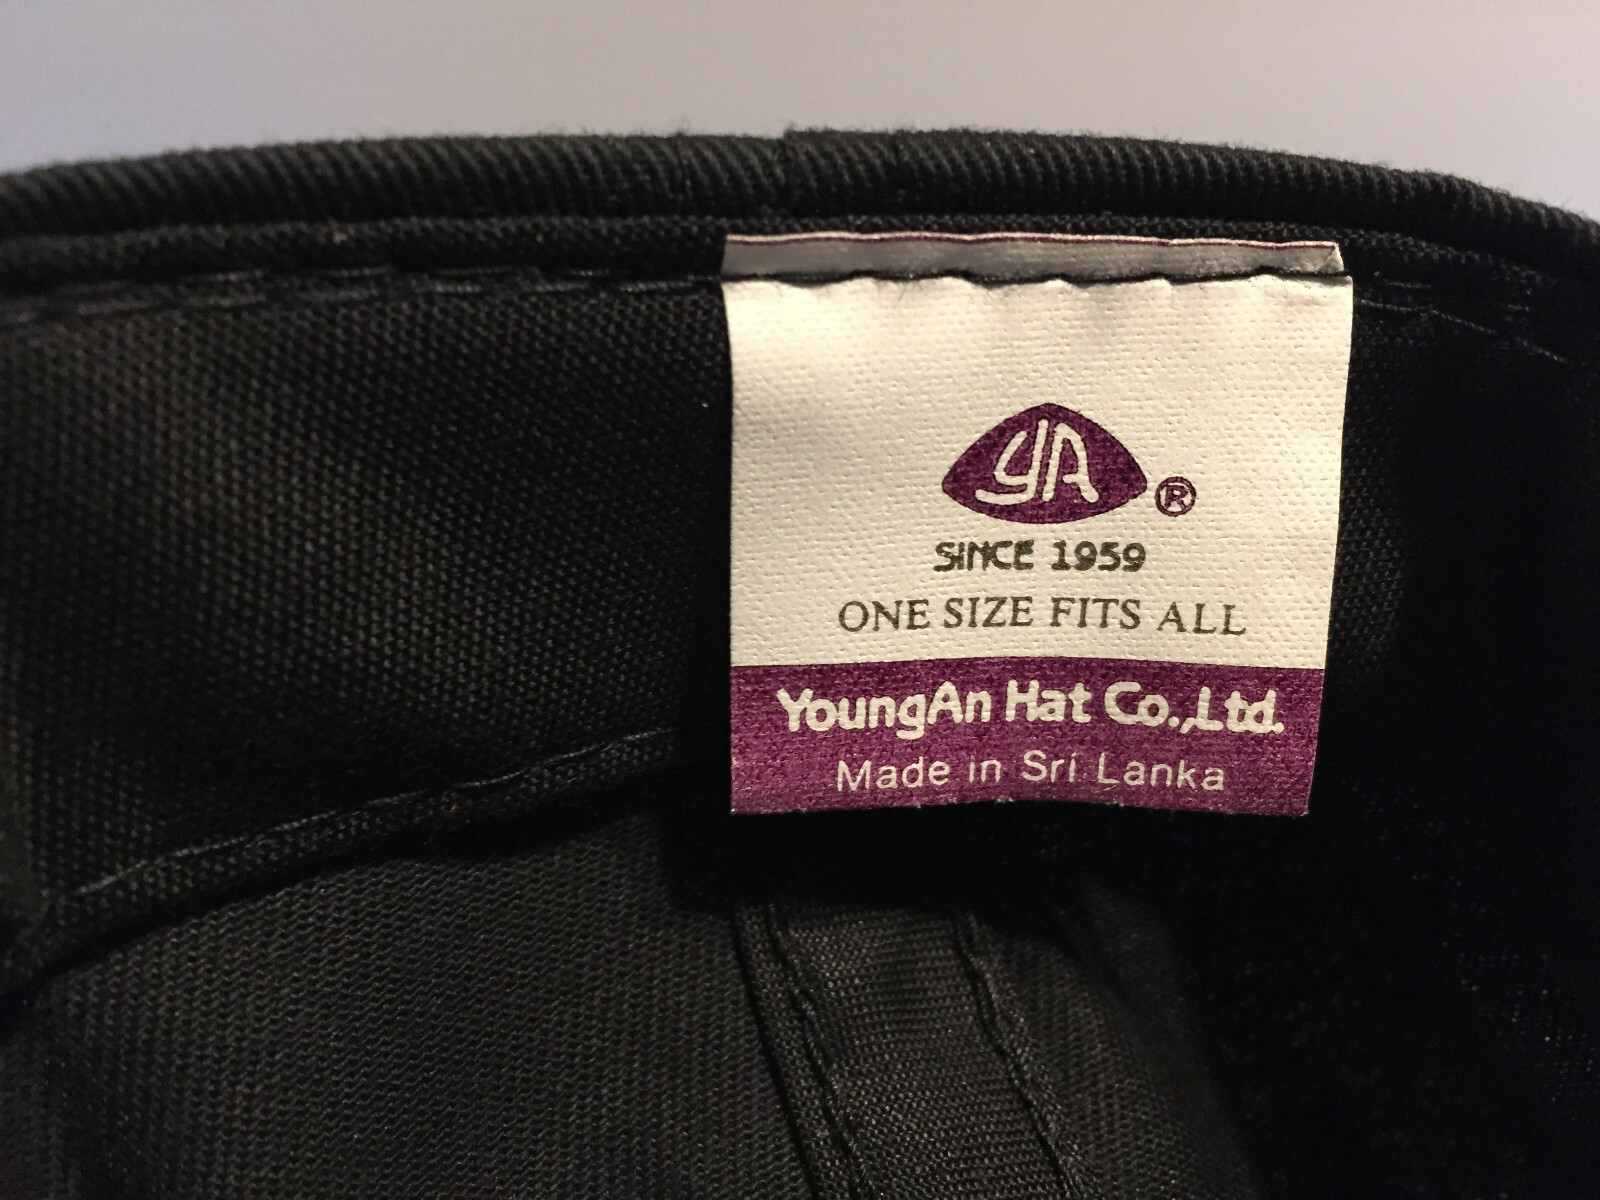 YA ®
SINCE 1959
ONE SIZE FITS ALL
YoungAn Hat Co.,Ltd.
Made in Sri Lanka